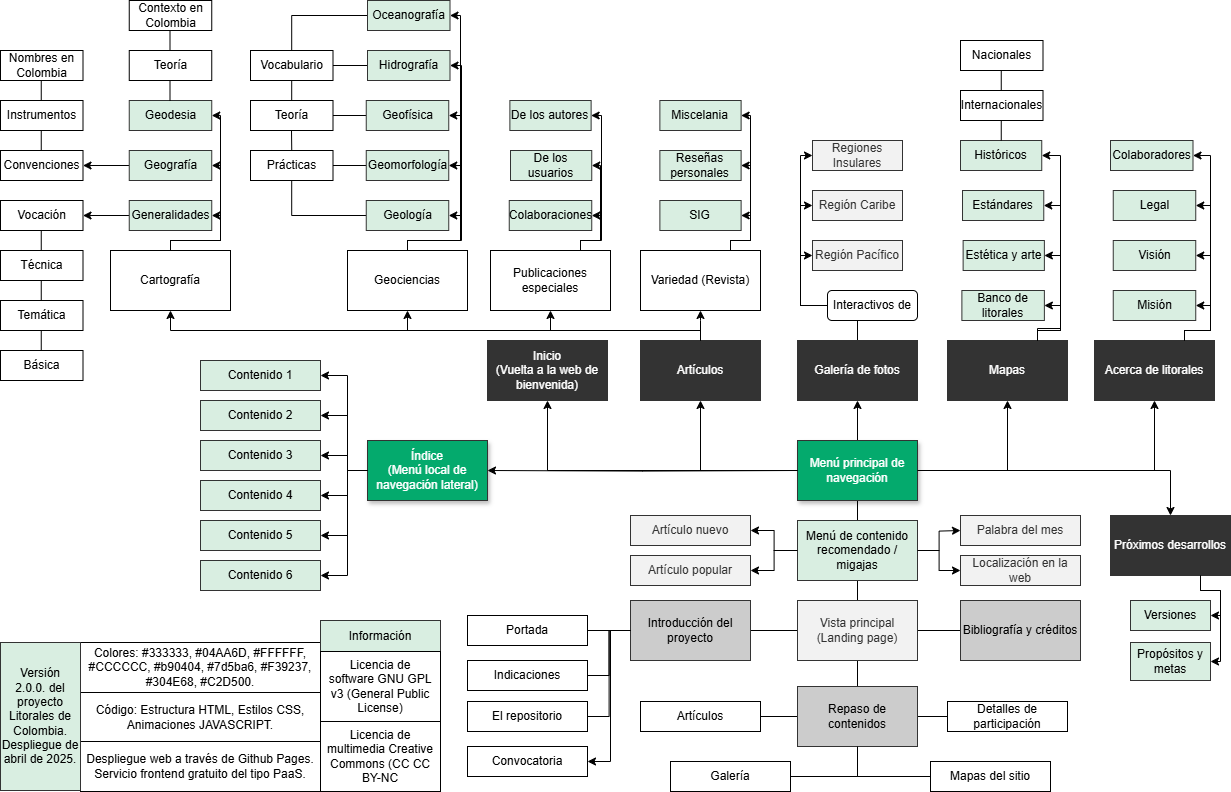 Contexto en
Colombia
Oceanografía
Nombres en
Colombia
Teoría
Vocabulario
Hidrografía
Nacionales
Instrumentos
Geodesia
Teoría
Geofísica
De los autores
Miscelania
Internacionales
Convenciones
Geografía
Prácticas
Geomorfología
De los
usuarios
Reseñas
personales
Regiones
Insulares
Históricos
Colaboradores
Vocación
Generalidades
Geología
Colaboraciones
SIG
Región Caribe
Estándares
Legal
Técnica
Cartografía
Geociencias
Publicaciones
especiales
Variedad (Revista)
Región Pacífico
Estética y arte
Visión
Temática
Interactivos de
Banco de
litorales
Misión
Básica
Inicio
(Vuelta a la web de
bienvenida)
Artículos
Galería de fotos
Mapas
Acerca de litorales
Contenido 1
Contenido 2
Contenido 3
Contenido 4
Contenido 5
Contenido 6
Índice
(Menú local de
navegación lateral)
Menú principal de
navegación
Artículo nuevo
Artículo popular
Menú de contenido
recomendado /
migajas
Palabra del mes
Localización en la
web
Próximos desarrollos
Versiones
Propósitos y
metas
Portada
Indicaciones
El repositorio
Convocatoria
Introducción del
proyecto
Vista principal
(Landing page)
Bibliografía y créditos
Artículos
Repaso de
contenidos
Detalles de
participación
Galería
Mapas del sitio
Versión
2.0.0. del
proyecto
Litorales de
Colombia.
Despliegue de
abril de 2025.
Colores: #333333, #04AA6D, #FFFFFF,
#CCCCCC, #b90404, #7d5ba6, #F39237,
#304E68, #C2D500.
Código: Estructura HTML, Estilos CSS,
Animaciones JAVASCRIPT.
Despliegue web a través de Github Pages.
Servicio frontend gratuito del tipo PaaS.
Información
Licencia de
software GNU GPL
v3 (General Public
License)
Licencia de
multimedia Creative
Commons (CC CC
BY-NC